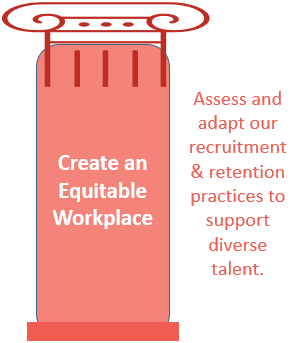 Create an
Equitable
Workplace
Assess and
adapt our
recruitment
& retention
practices to
support
diverse
talent.